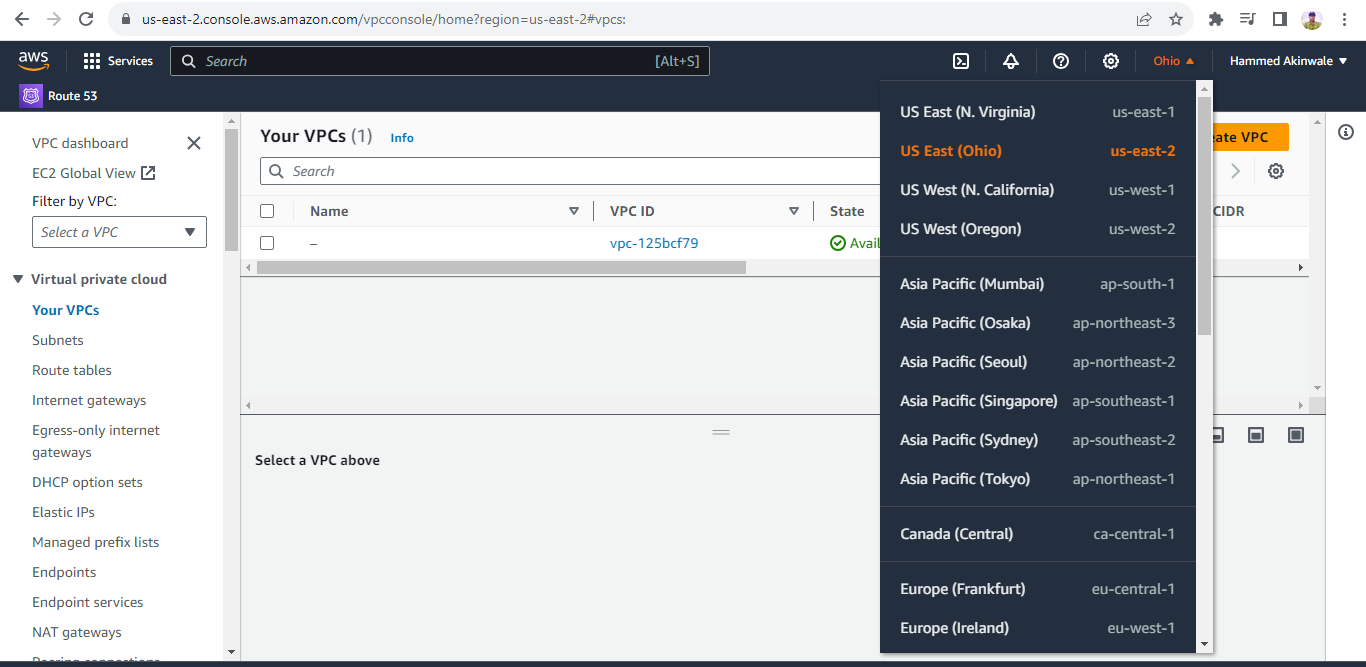 us-east-2.console.aws.amazon.com/vpcconsole/home?region=us-east-2#vpcs:
aws
Services
Search
[Alt+S]
Ohio
Hammed Akinwale
Route 53
VPC dashboard
EC2 Global View
Filter by VPC:
Select a VPC
Virtual private cloud
Your VPCs
Subnets
Route tables
Internet gateways
Egress-only internet
gateways
DHCP option sets
Elastic IPs
Managed prefix lists
Endpoints
Endpoint services
NAT gateways
Peering connections
Your VPCs (1) Info
Search
Name
VPC ID
State
CIDR
–
vpc-125bcf79
Avail
eate VPC
Select a VPC above
US East (N. Virginia) us-east-1
US East (Ohio) us-east-2
US West (N. California) us-west-1
US West (Oregon) us-west-2
Asia Pacific (Mumbai) ap-south-1
Asia Pacific (Osaka) ap-northeast-3
Asia Pacific (Seoul) ap-northeast-2
Asia Pacific (Singapore) ap-southeast-1
Asia Pacific (Sydney) ap-southeast-2
Asia Pacific (Tokyo) ap-northeast-1
Canada (Central) ca-central-1
Europe (Frankfurt) eu-central-1
Europe (Ireland) eu-west-1